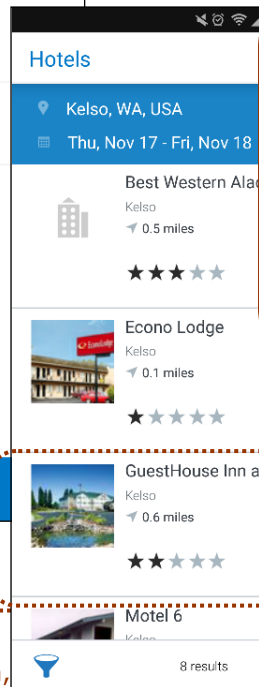 Hotels
Kelso, WA, USA
Thu, Nov 17 - Fri, Nov 18
Best Western Alad
Kelso
0.5 miles
Econo Lodge
Kelso
0.1 miles
GuestHouse Inn a
Kelso
0.6 miles
Motel 6
Kelso
8 results